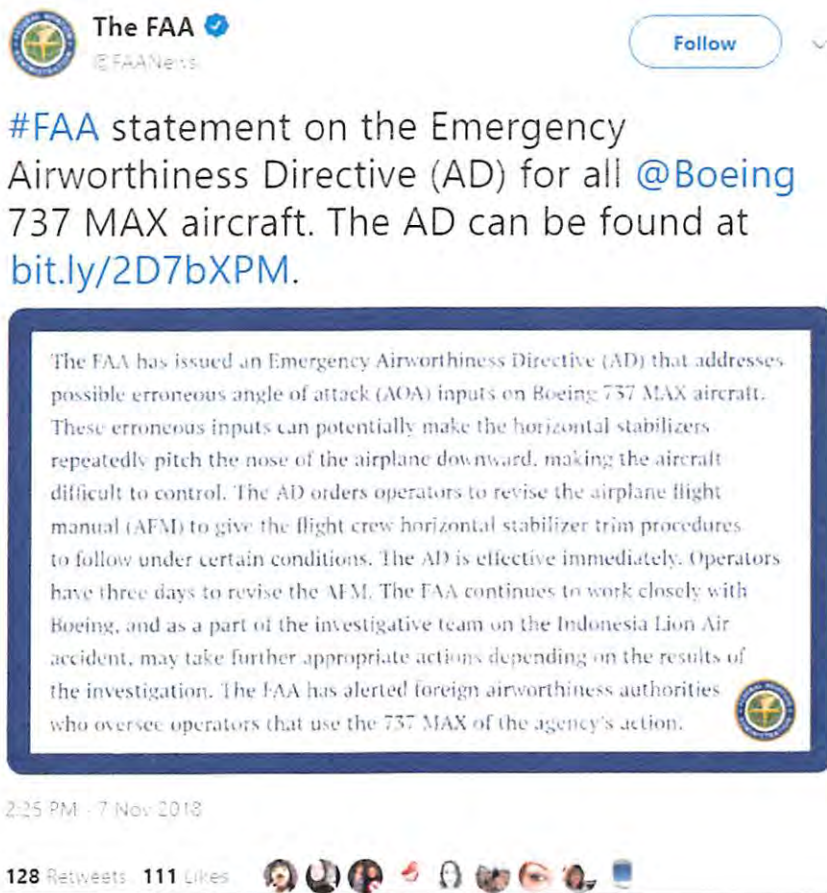 The FAA
@FAANews
Follow
#FAA statement on the Emergency
Airworthiness Directive (AD) for all @Boeing
737 MAX aircraft. The AD can be found at
bit.ly/2D7bXPM.
The FAA has issued an Emergency Airworthiness Directive (AD) that addresses
possible erroneous angle of attack (AOA) inputs on Boeing 737 MAX aircraft.
These erroneous inputs can potentially make the horizontal stabilizers
repeatedly pitch the nose of the airplane downward, making the aircraft
difficult to control. The AD orders operators to revise the airplane flight
manual (AFM) to give the flight crew horizontal stabilizer trim procedures
to follow under certain conditions. The AD is effective immediately. Operators
have three days to revise the AFM. The FAA continues to work closely with
Boeing, and as a part of the investigative team on the Indonesia Lion Air
accident, may take further appropriate actions depending on the results of
the investigation. The FAA has alerted foreign airworthiness authorities
who oversee operators that use the 737 MAX of the agency's action.
2:25 PM - 7 Nov 2018
128 Retweets 111 Likes